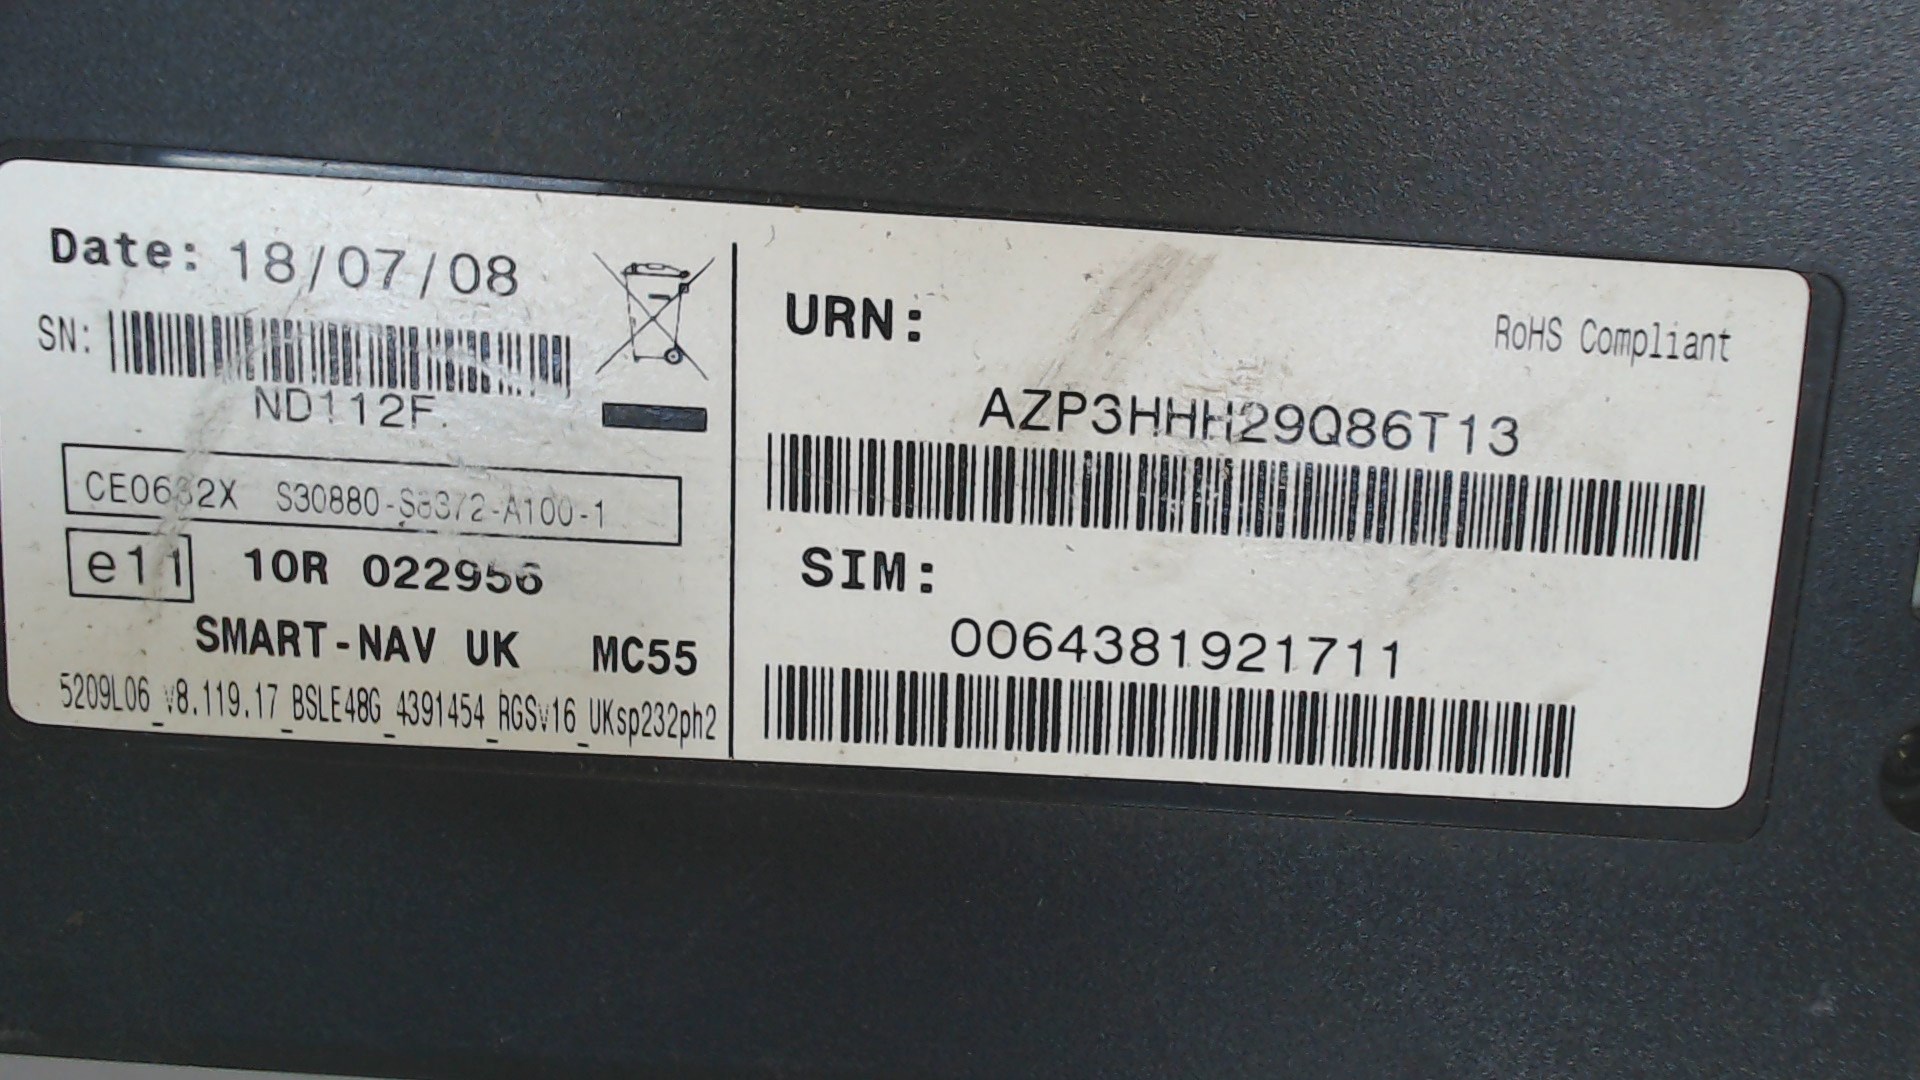 Date: 18/07/08
SN:
ND112F
CE0682X S30880-S8372-A100-1
e11 10R 022956
SMART-NAV UK MC55
5209L06_v8.119.17_BSLE48G_4391454_RGSv16_UKsp232ph2
URN: RoHS Compliant
AZP3HHH29Q86T13
SIM:
0064381921711